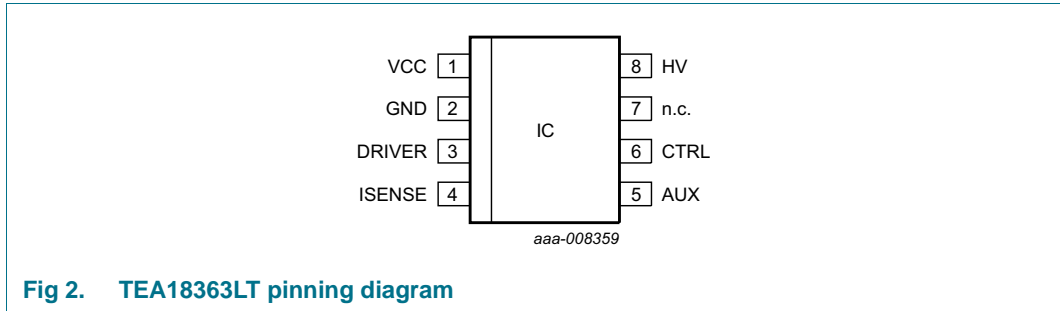 VCC 1 8 HV
GND 2 7 n.c.
IC
DRIVER 3 6 CTRL
ISENSE 4 5 AUX
aaa-008359
Fig 2. TEA18363LT pinning diagram